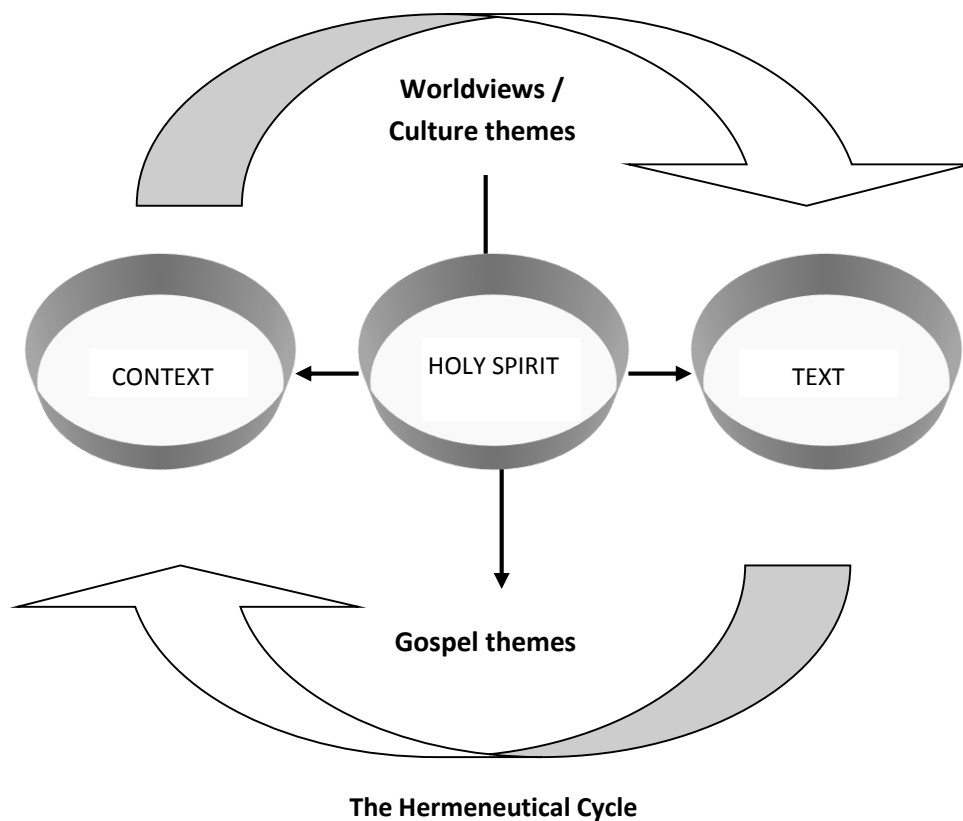 Worldviews /
Culture themes
CONTEXT
HOLY SPIRIT
TEXT
Gospel themes
The Hermeneutical Cycle